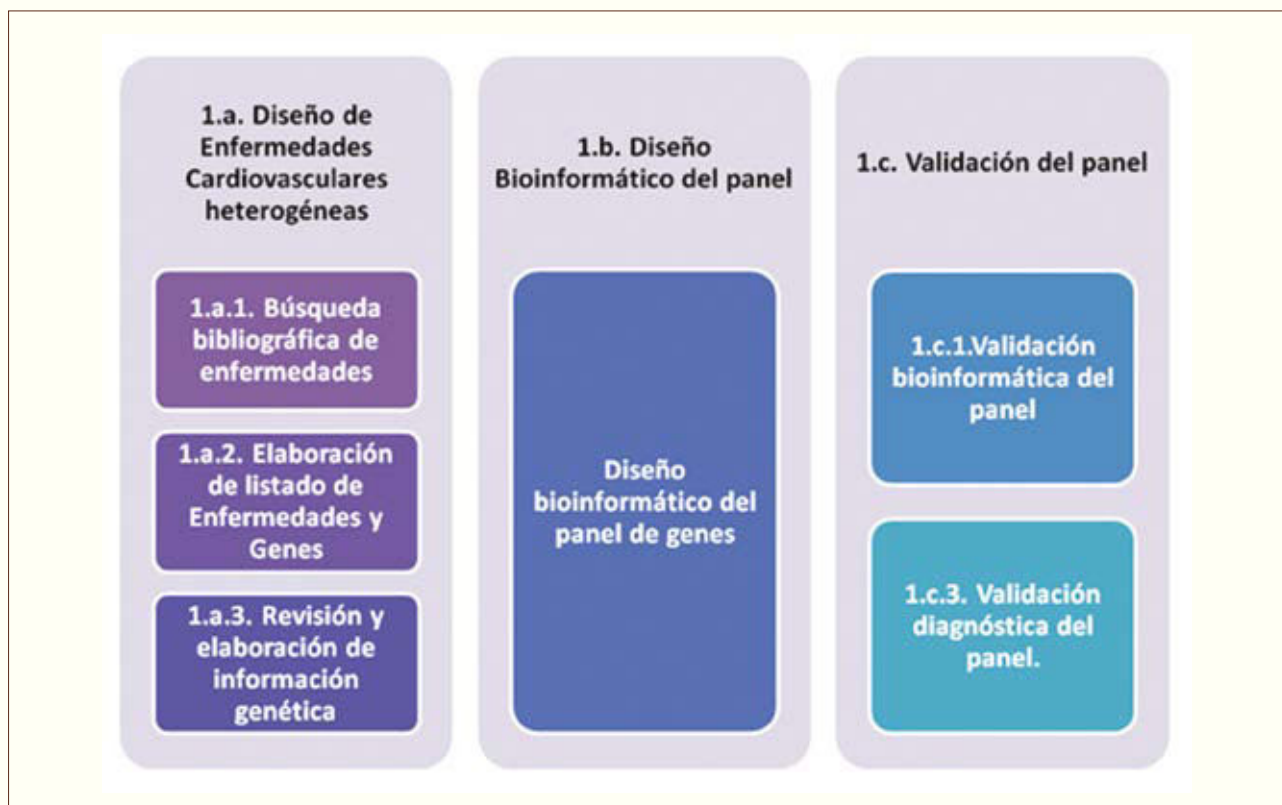 1.a. Diseño de
Enfermedades
Cardiovasculares
heterogéneas
1.a.1. Búsqueda
bibliográfica de
enfermedades
1.a.2. Elaboración
de listado de
Enfermedades y
Genes
1.a.3. Revisión y
elaboración de
información
genética
1.b. Diseño
Bioinformático del panel
Diseño
bioinformático del
panel de genes
1.c. Validación del panel
1.c.1.Validación
bioinformática del
panel
1.c.3. Validación
diagnóstica del
panel.